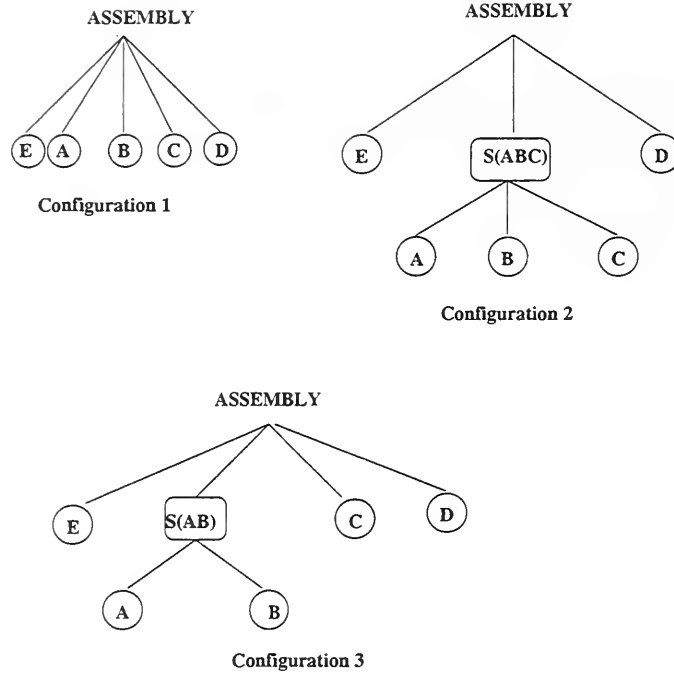 ASSEMBLY
E A B C D
Configuration 1
ASSEMBLY
E S(ABC) D
A B C
Configuration 2
ASSEMBLY
E S(AB) C D
A B
Configuration 3